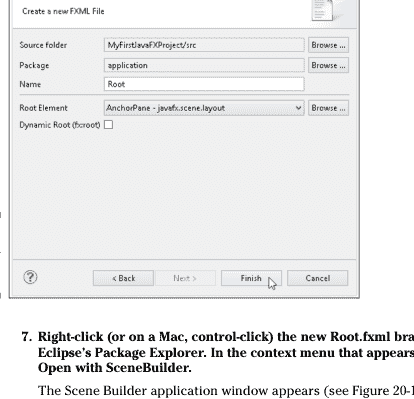 Create a new FXML File
Source folder MyFirstJavaFXProject/src Browse ...
Package application Browse ...
Name Root
Root Element AnchorPane - javafx.scene.layout Browse ...
Dynamic Root (fx:root)
? < Back Next > Finish Cancel
7. Right-click (or on a Mac, control-click) the new Root.fxml bra
Eclipse's Package Explorer. In the context menu that appears
Open with SceneBuilder.
The Scene Builder application window appears (see Figure 20-1